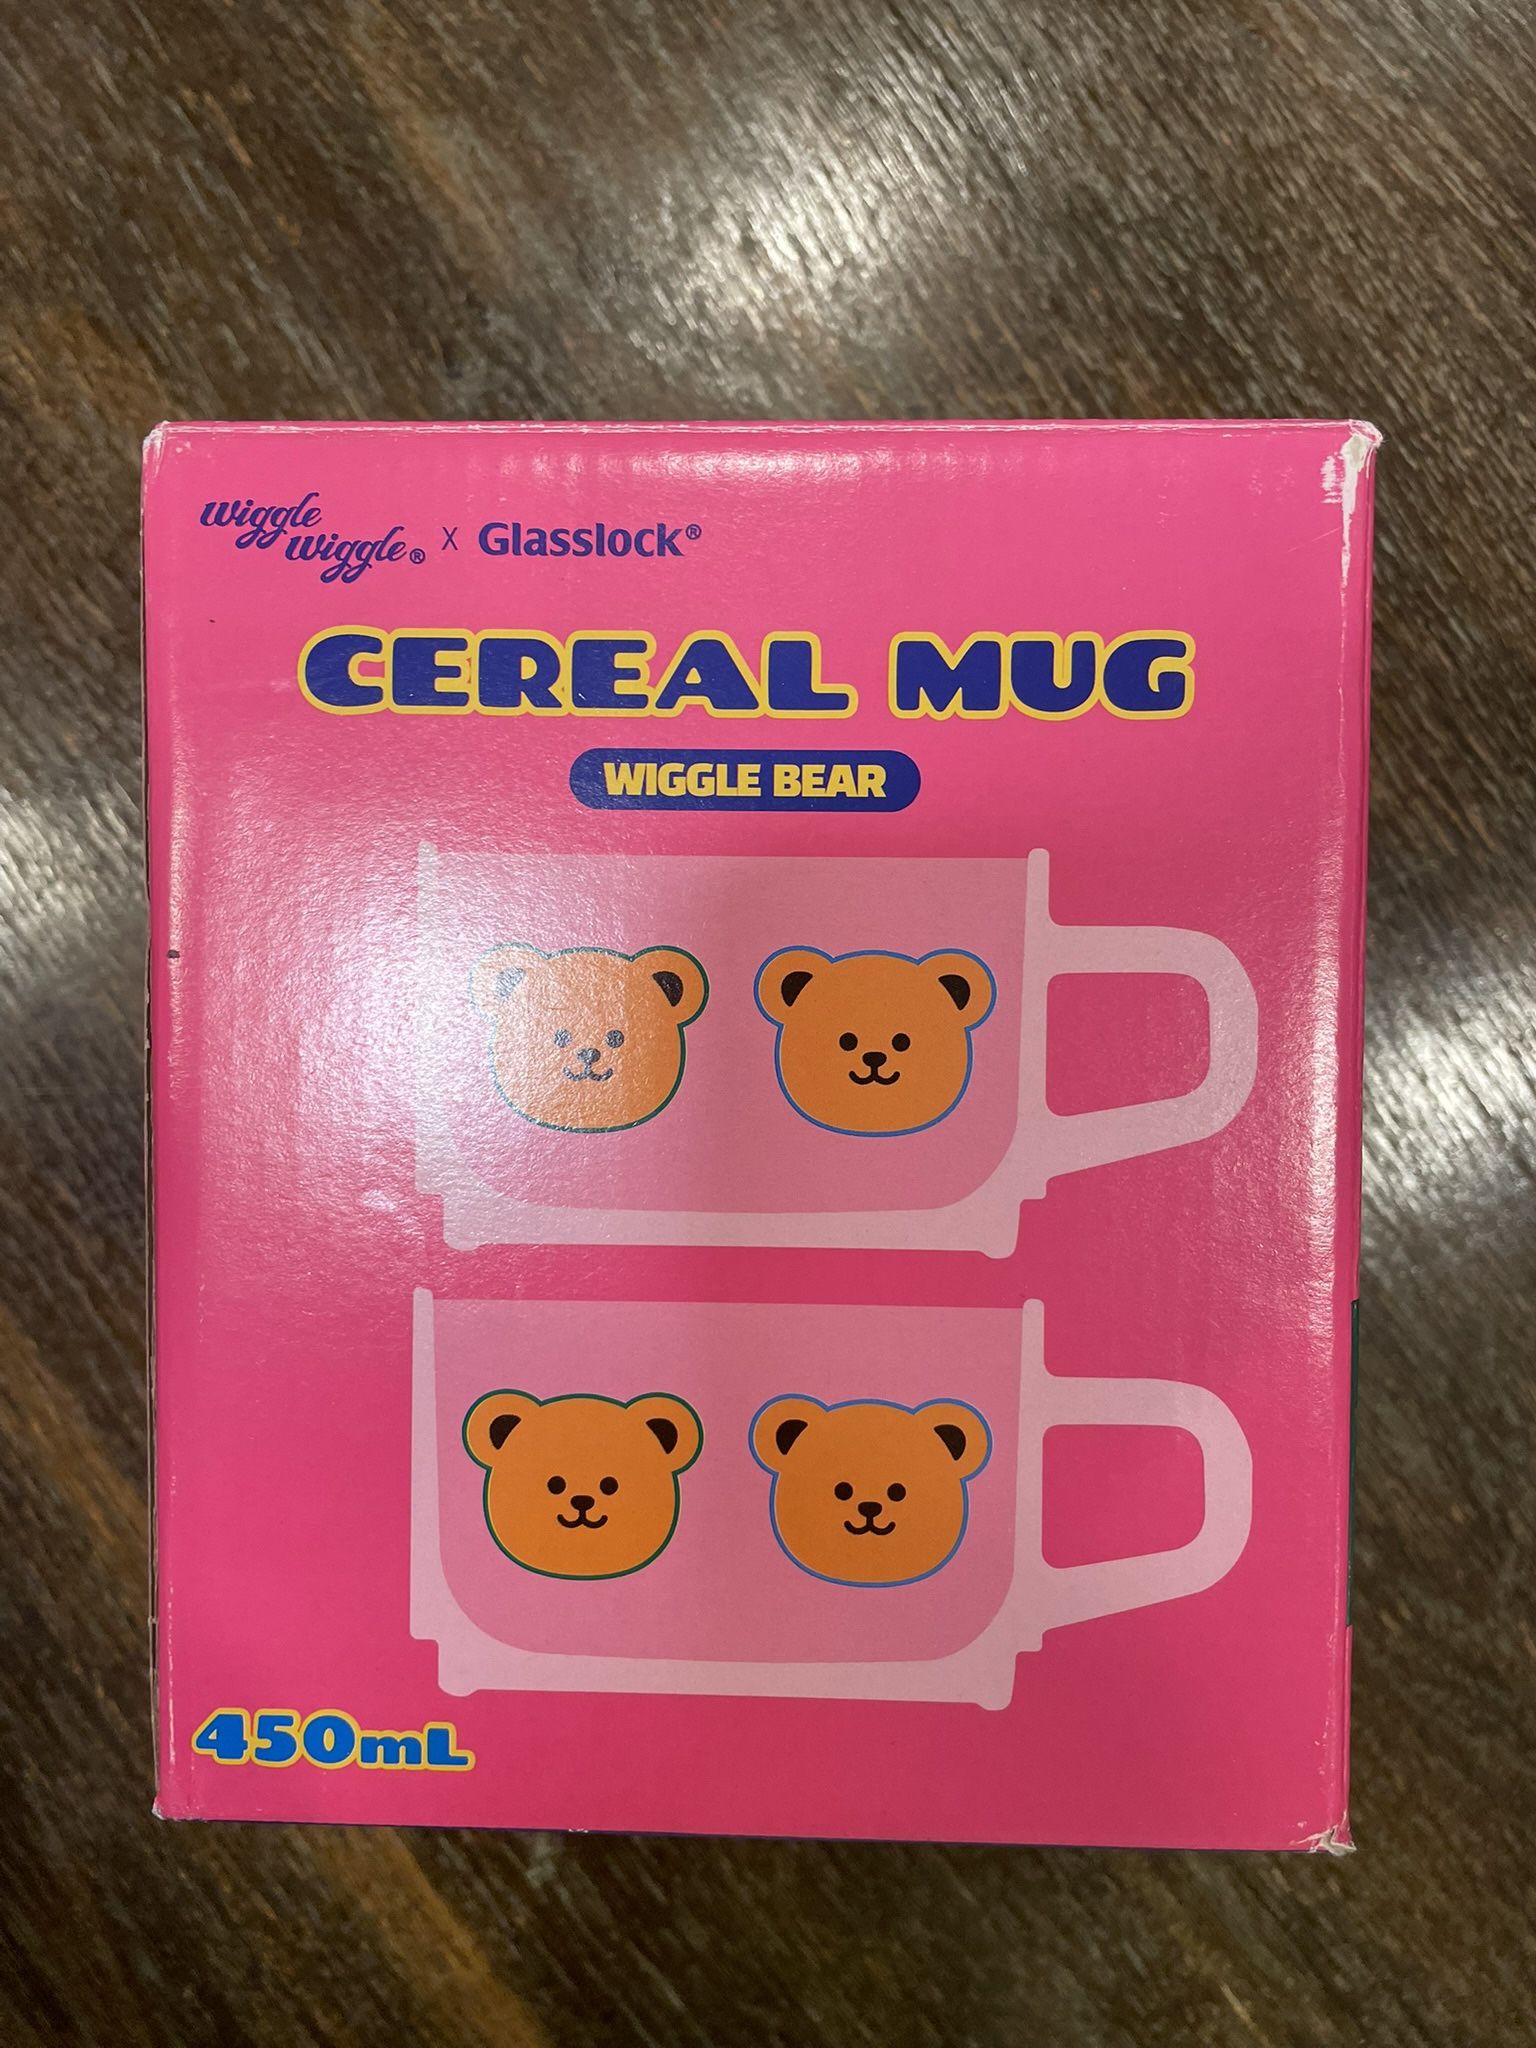 wiggle wiggle® x Glasslock®
CEREAL MUG
WIGGLE BEAR
450mL